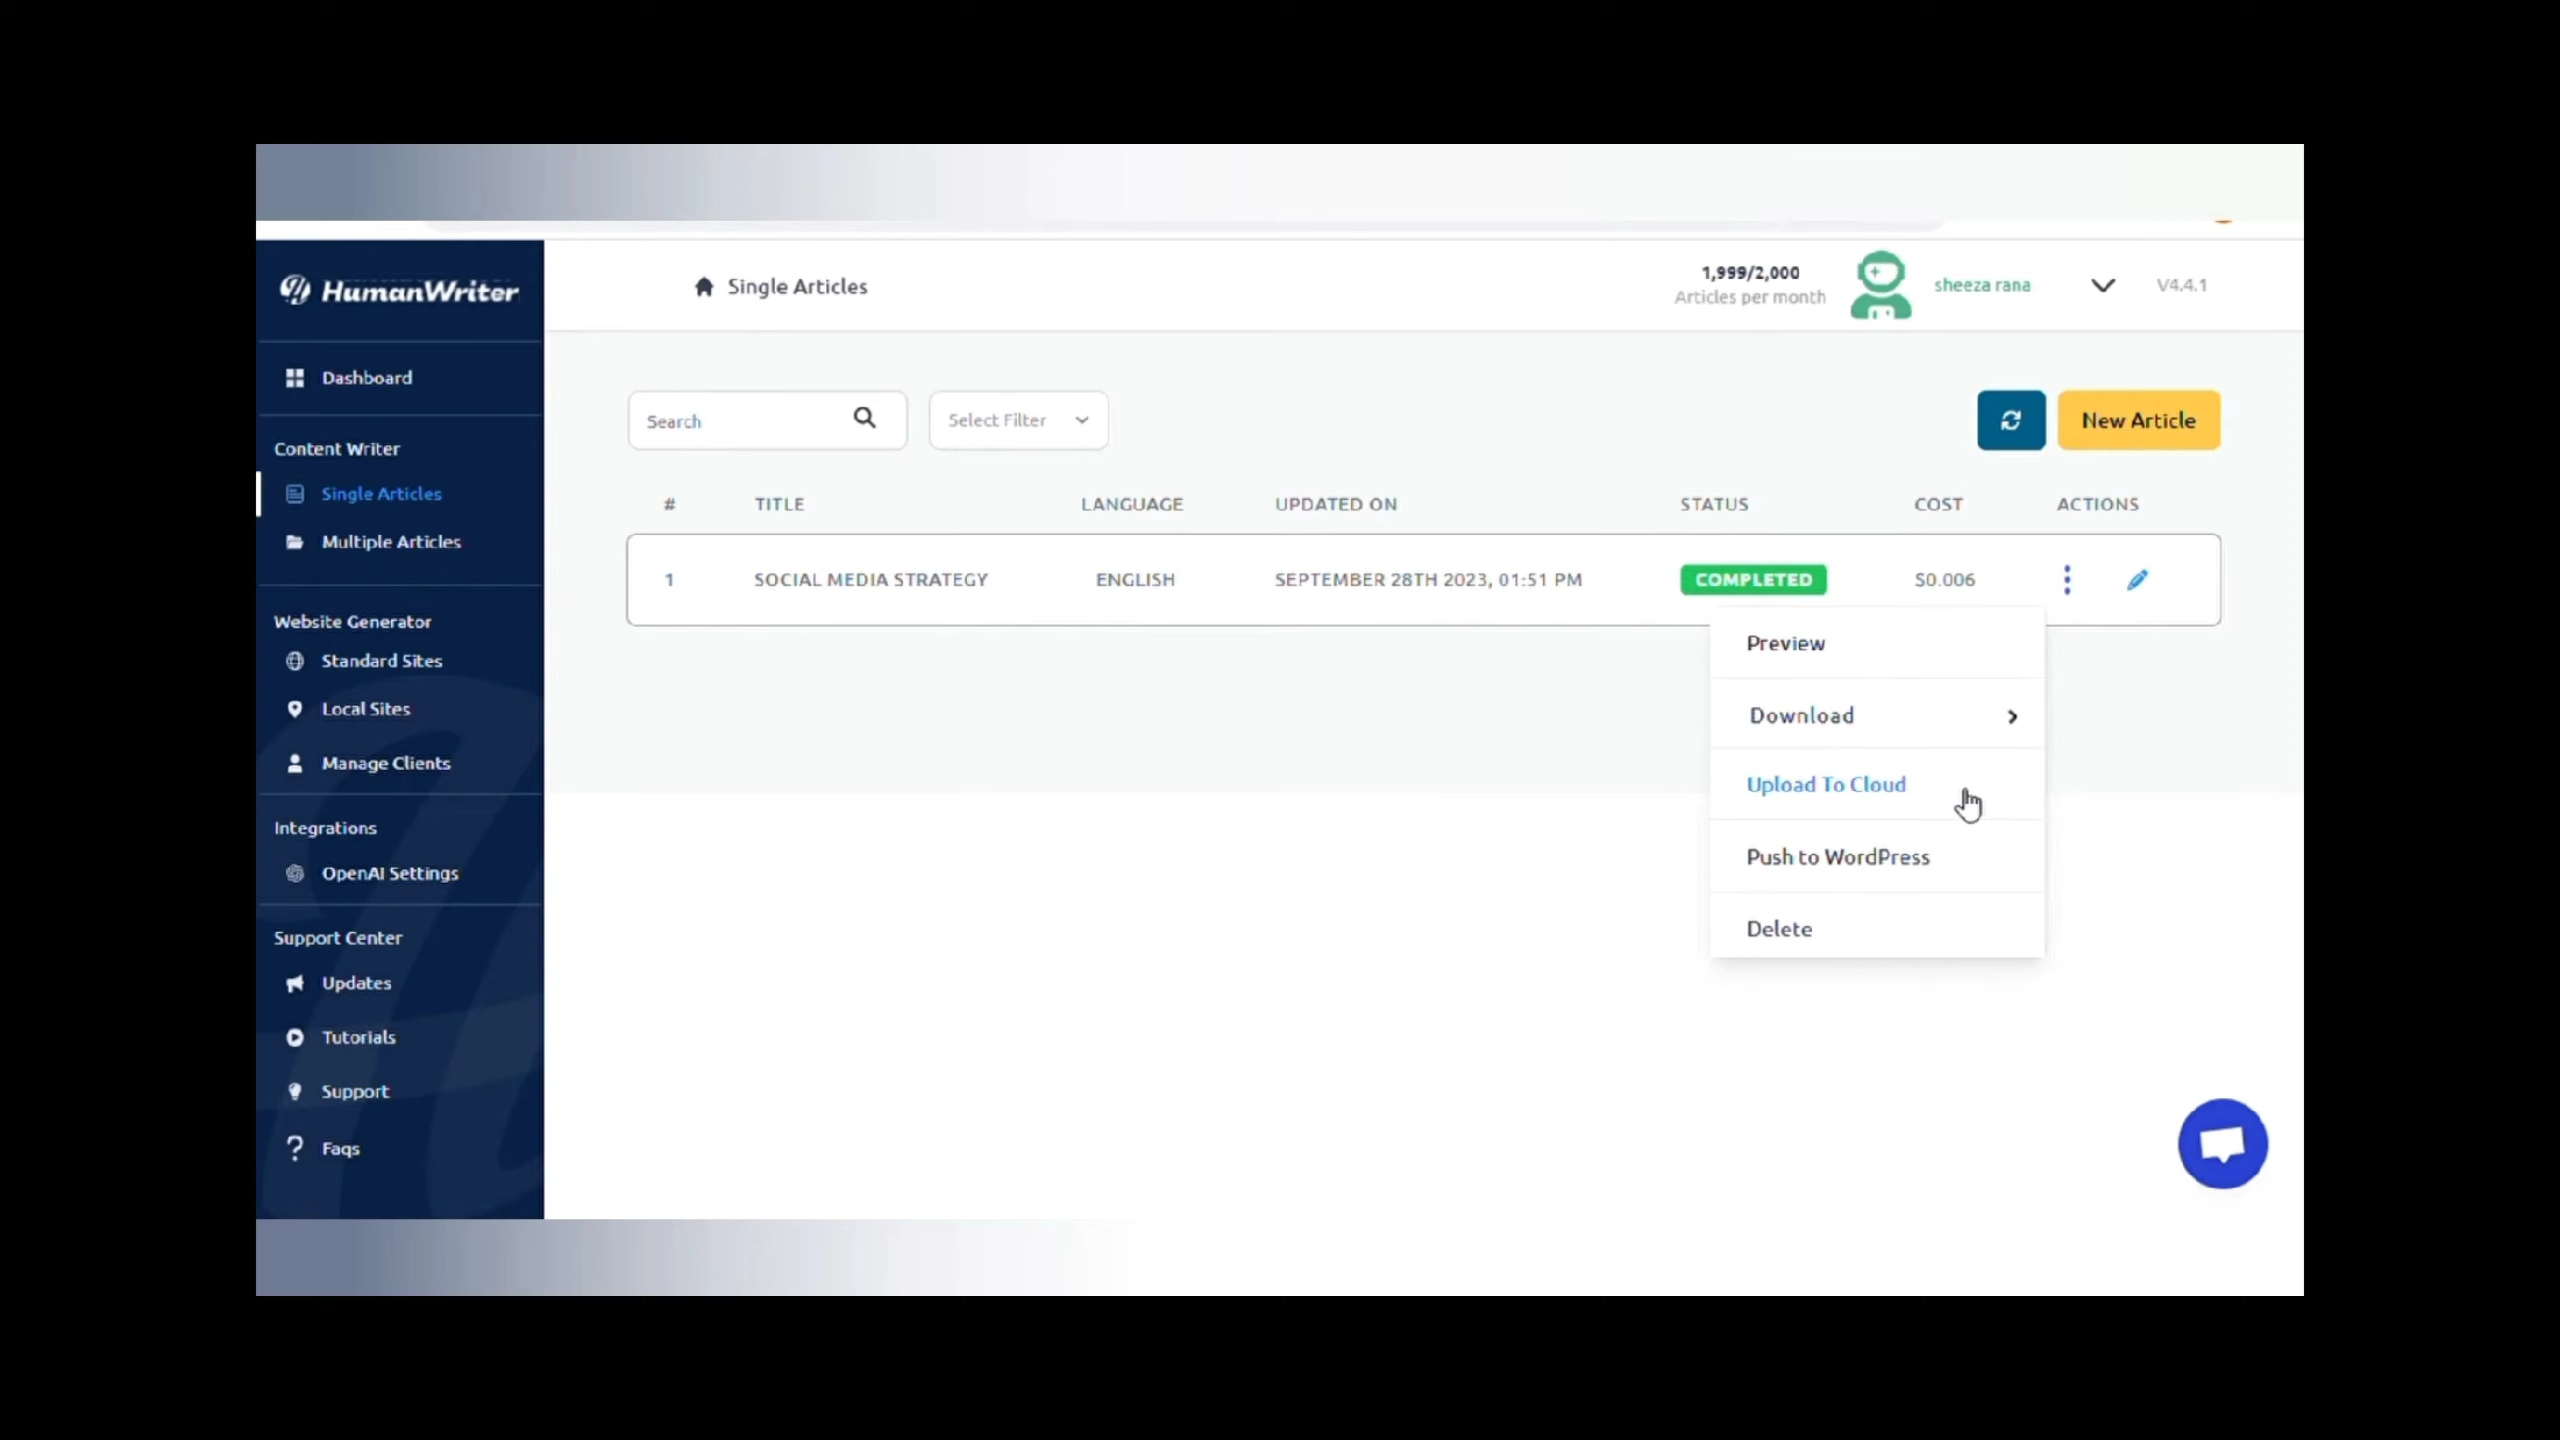 HumanWriter
Single Articles
1,999/2,000
Articles per month
sheeza rana
V4.4.1
Dashboard
Content Writer
Single Articles
Multiple Articles
Website Generator
Standard Sites
Local Sites
Manage Clients
Integrations
OpenAI Settings
Support Center
Updates
Tutorials
Support
Faqs
Search
Select Filter
New Article
# TITLE LANGUAGE UPDATED ON STATUS COST ACTIONS
1 SOCIAL MEDIA STRATEGY ENGLISH SEPTEMBER 28TH 2023, 01:51 PM COMPLETED $0.006
Preview
Download
Upload To Cloud
Push to WordPress
Delete